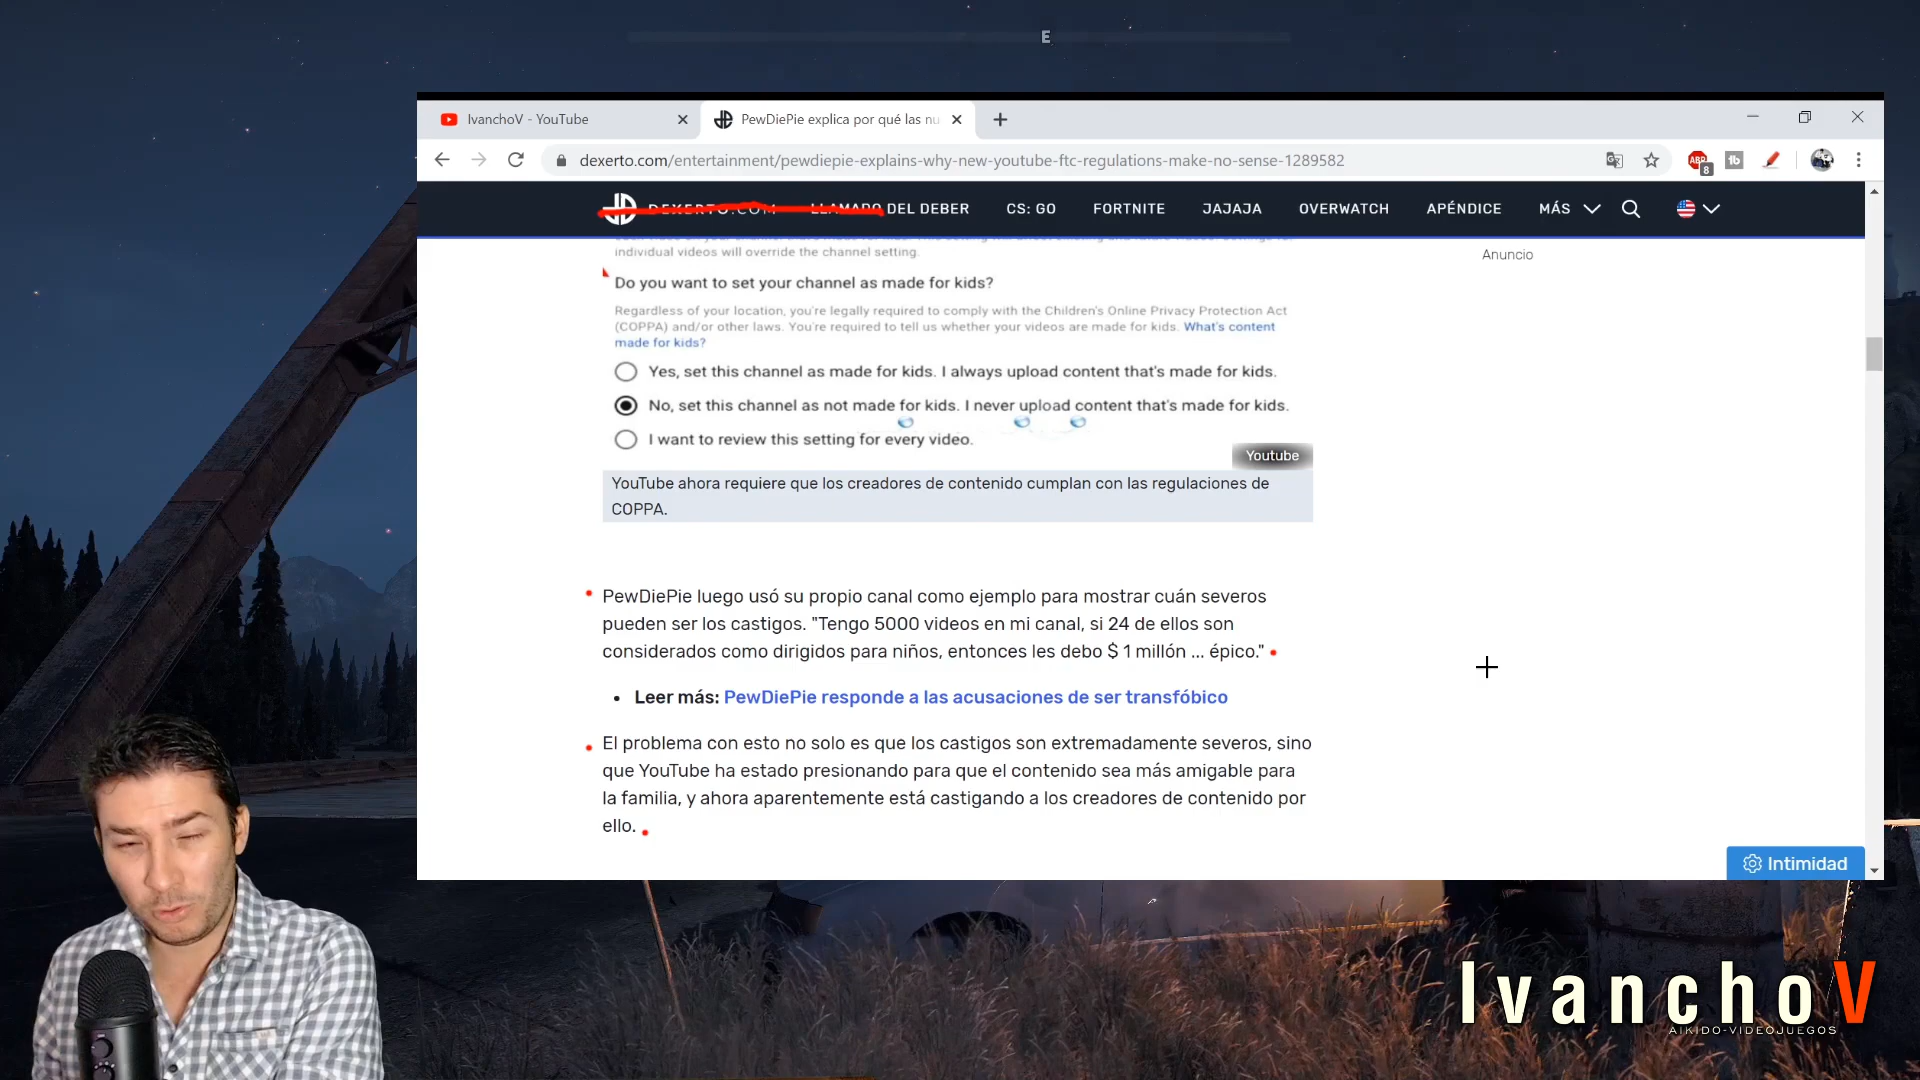 E
IvanchoV - YouTube
PewDiePie explica por qué las nu
dexerto.com/entertainment/pewdiepie-explains-why-new-youtube-ftc-regulations-make-no-sense-1289582
ABP
8
DEXERTO.COM LLAMADO DEL DEBER CS: GO FORTNITE JAJAJA OVERWATCH APÉNDICE MÁS
individual videos will override the channel setting.
Anuncio
Do you want to set your channel as made for kids?
Regardless of your location, you're legally required to comply with the Children's Online Privacy Protection Act
(COPPA) and/or other laws. You're required to tell us whether your videos are made for kids. What's content
made for kids?
Yes, set this channel as made for kids. I always upload content that's made for kids.
No, set this channel as not made for kids. I never upload content that's made for kids.
I want to review this setting for every video.
Youtube
YouTube ahora requiere que los creadores de contenido cumplan con las regulaciones de
COPPA.
PewDiePie luego usó su propio canal como ejemplo para mostrar cuán severos
pueden ser los castigos. "Tengo 5000 videos en mi canal, si 24 de ellos son
considerados como dirigidos para niños, entonces les debo $ 1 millón ... épico."
• Leer más: PewDiePie responde a las acusaciones de ser transfóbico
El problema con esto no solo es que los castigos son extremadamente severos, sino
que YouTube ha estado presionando para que el contenido sea más amigable para
la familia, y ahora aparentemente está castigando a los creadores de contenido por
ello.
Intimidad
IvanchoV
AIKIDO-VIDEOJUEGOS